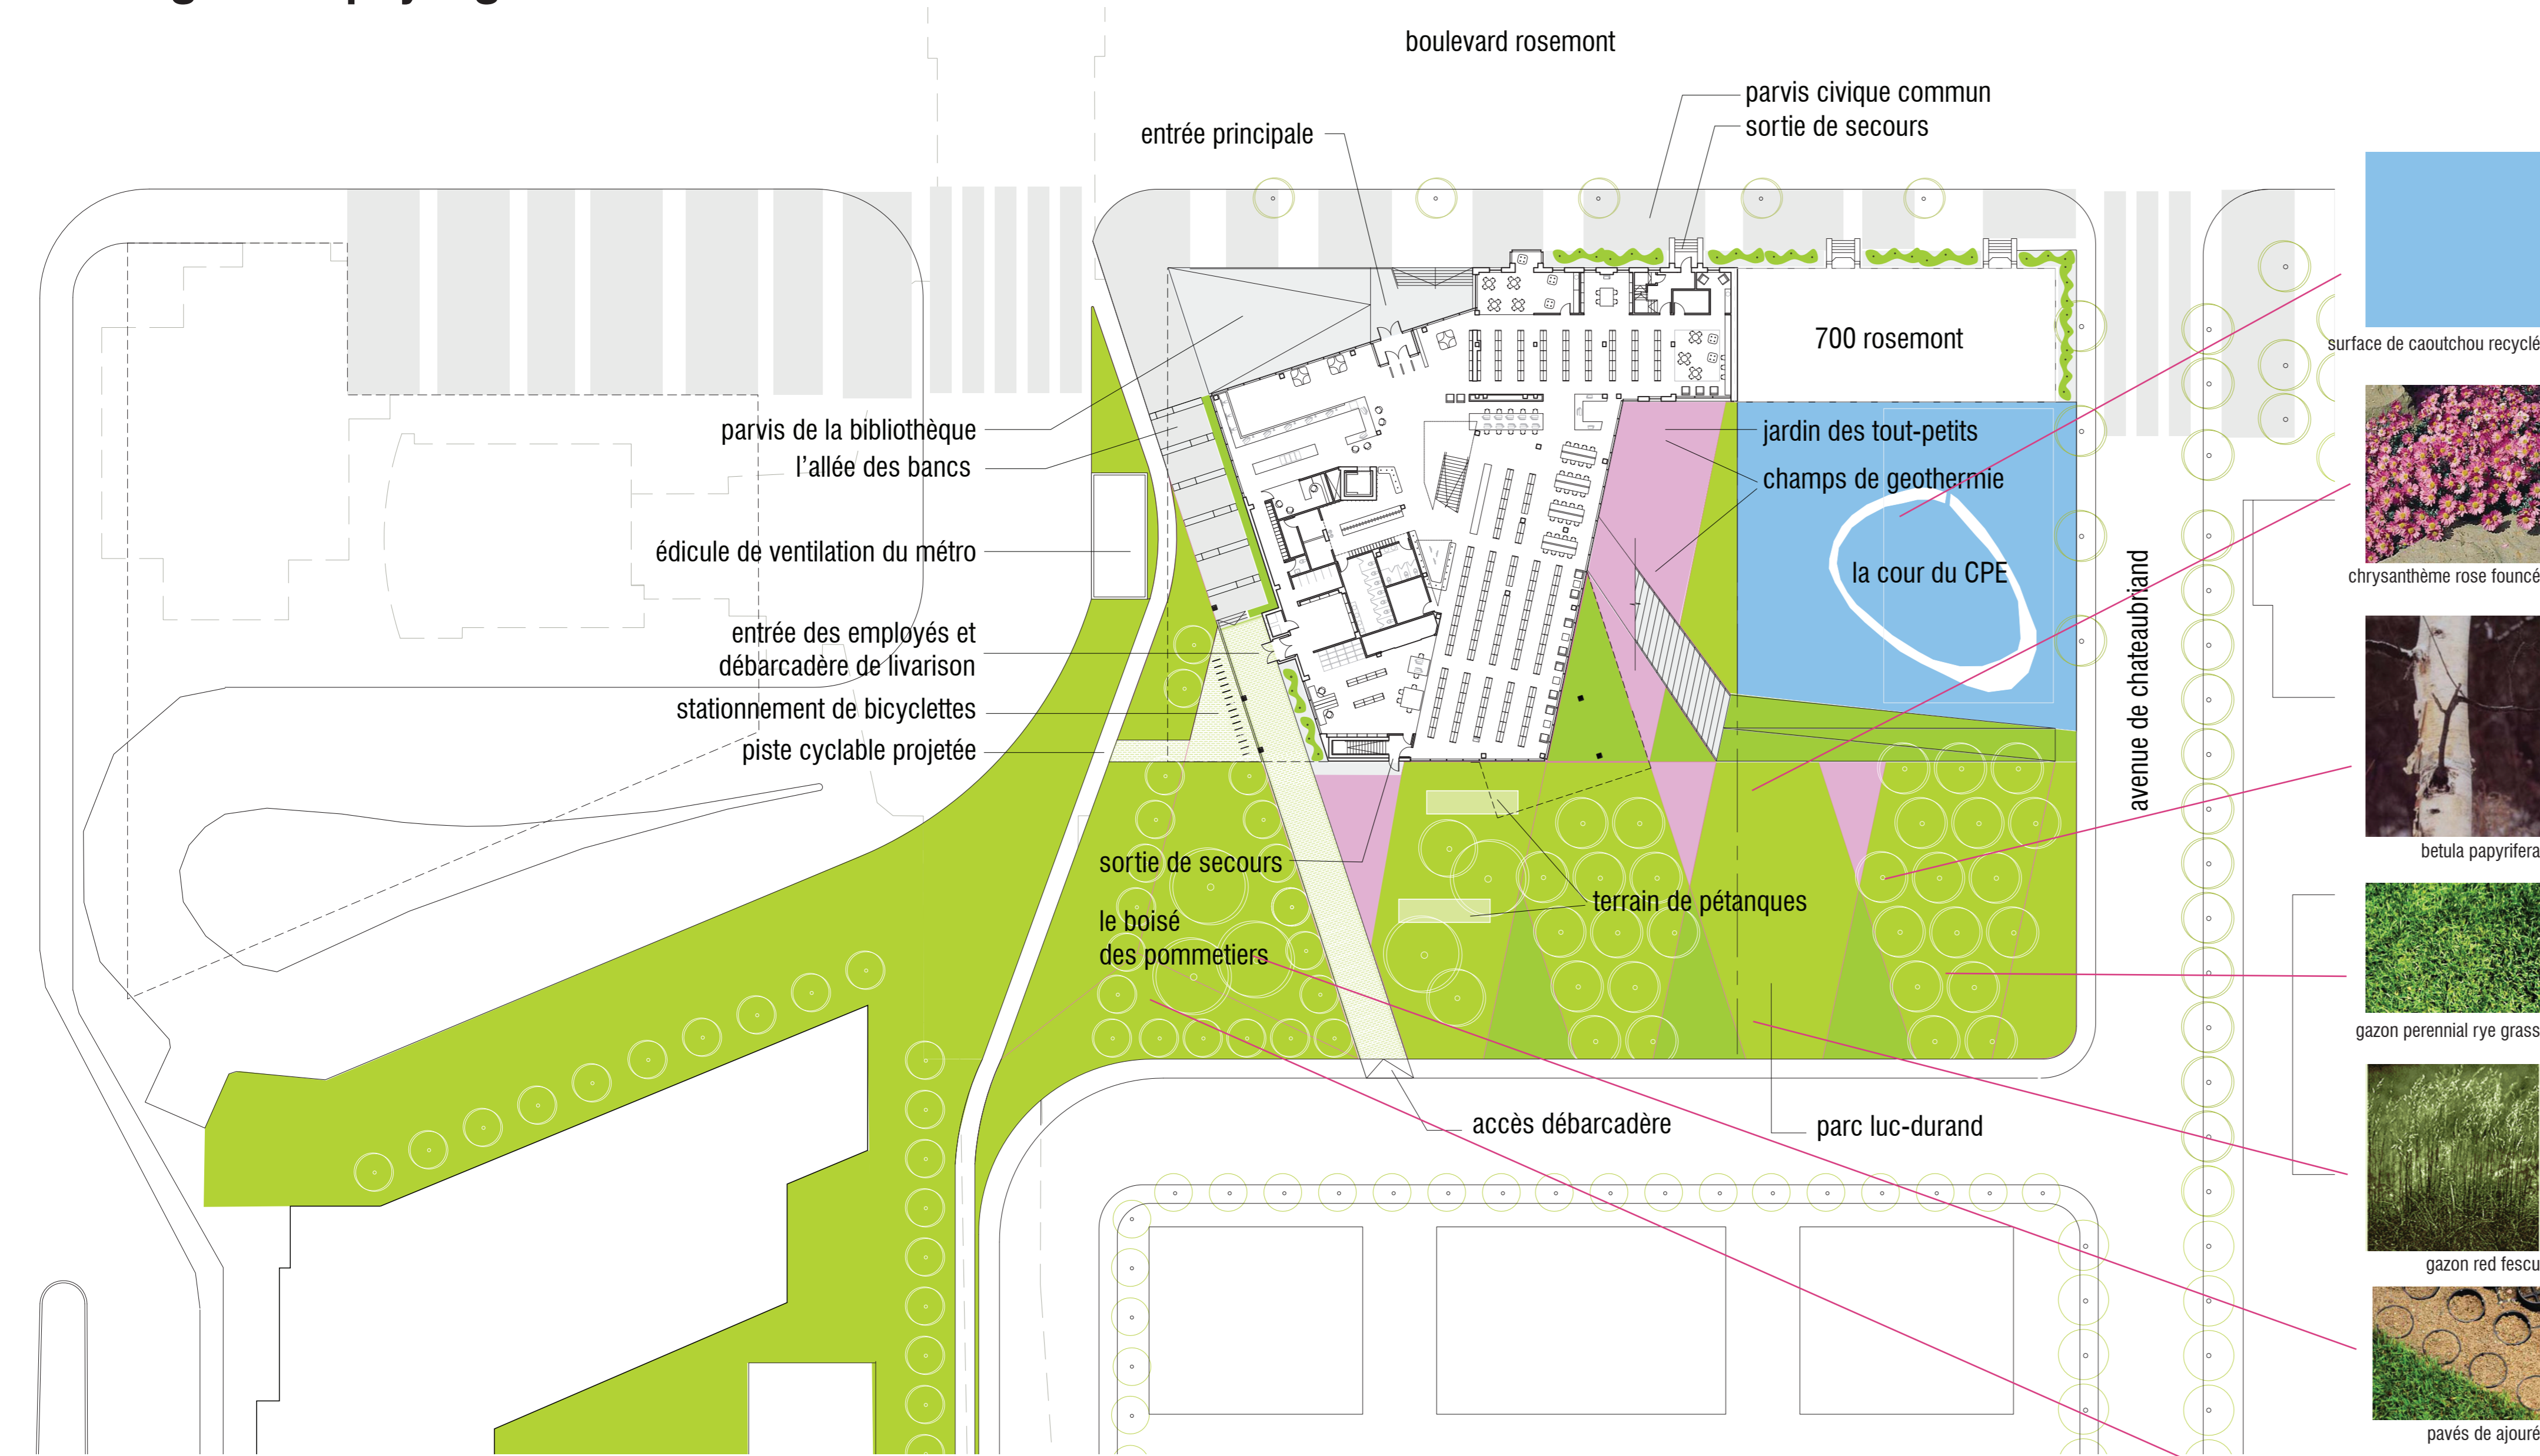 boulevard rosemont
parvis civique commun
sortie de secours
entrée principale
700 rosemont
parvis de la bibliothèque
l'allée des bancs
édicule de ventilation du métro
entrée des employés et
débarcadère de livarison
stationnement de bicyclettes
piste cyclable projetée
jardin des tout-petits
champs de geothermie
la cour du CPE
avenue de chateaubriand
sortie de secours
le boisé
des pommetiers
terrain de pétanques
accès débarcadère
parc luc-durand
surface de caoutchou recyclé
chrysanthème rose founcé
betula papyrifera
gazon perennial rye grass
gazon red fescu
pavés de ajouré